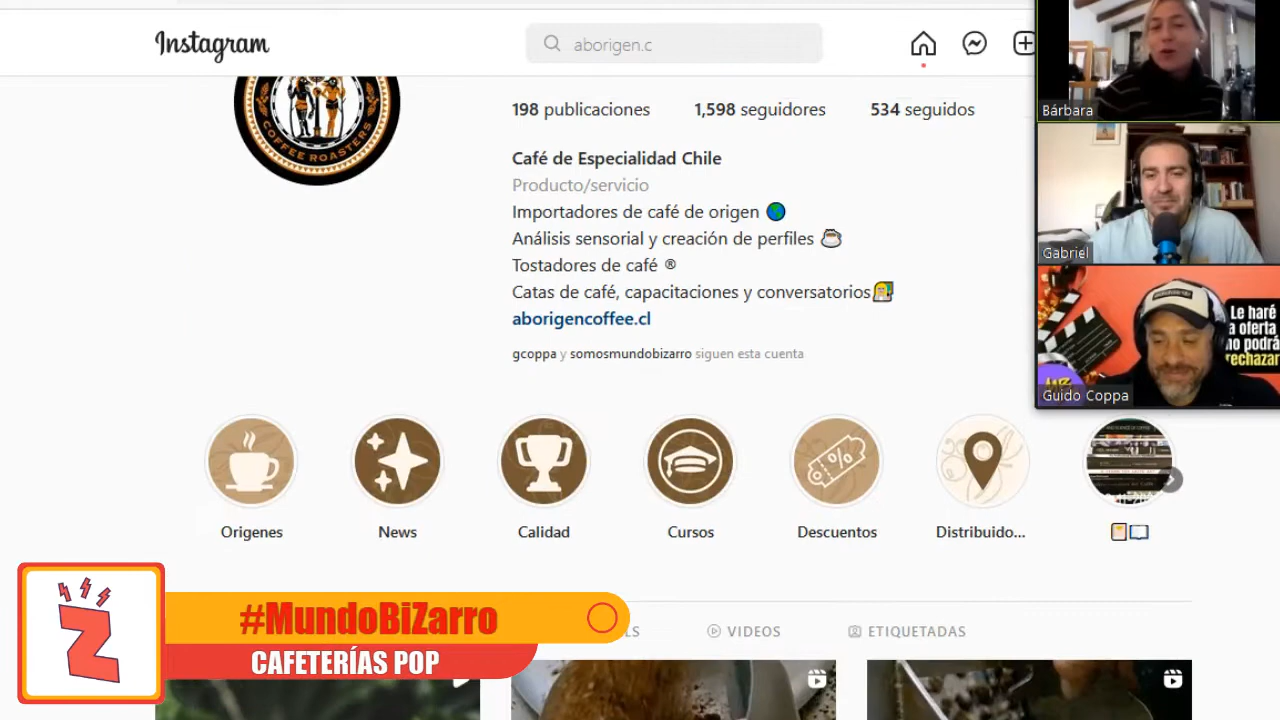 Instagram
aborigen.c
Bárbara
COFFEE ROASTERS
198 publicaciones
1,598 seguidores
534 seguidos
Café de Especialidad Chile
Producto/servicio
Importadores de café de origen
Análisis sensorial y creación de perfiles
Tostadores de café ®
Catas de café, capacitaciones y conversatorios
aborigencoffee.cl
gcoppa y somosmundobizarro siguen esta cuenta
Gabriel
Le haré
a oferta
no podrá
rechazar
Guido Coppa
Origenes
News
Calidad
Cursos
Descuentos
Distribuido...
#MundoBiZarro
CAFETERÍAS POP
LS
VIDEOS
ETIQUETADAS